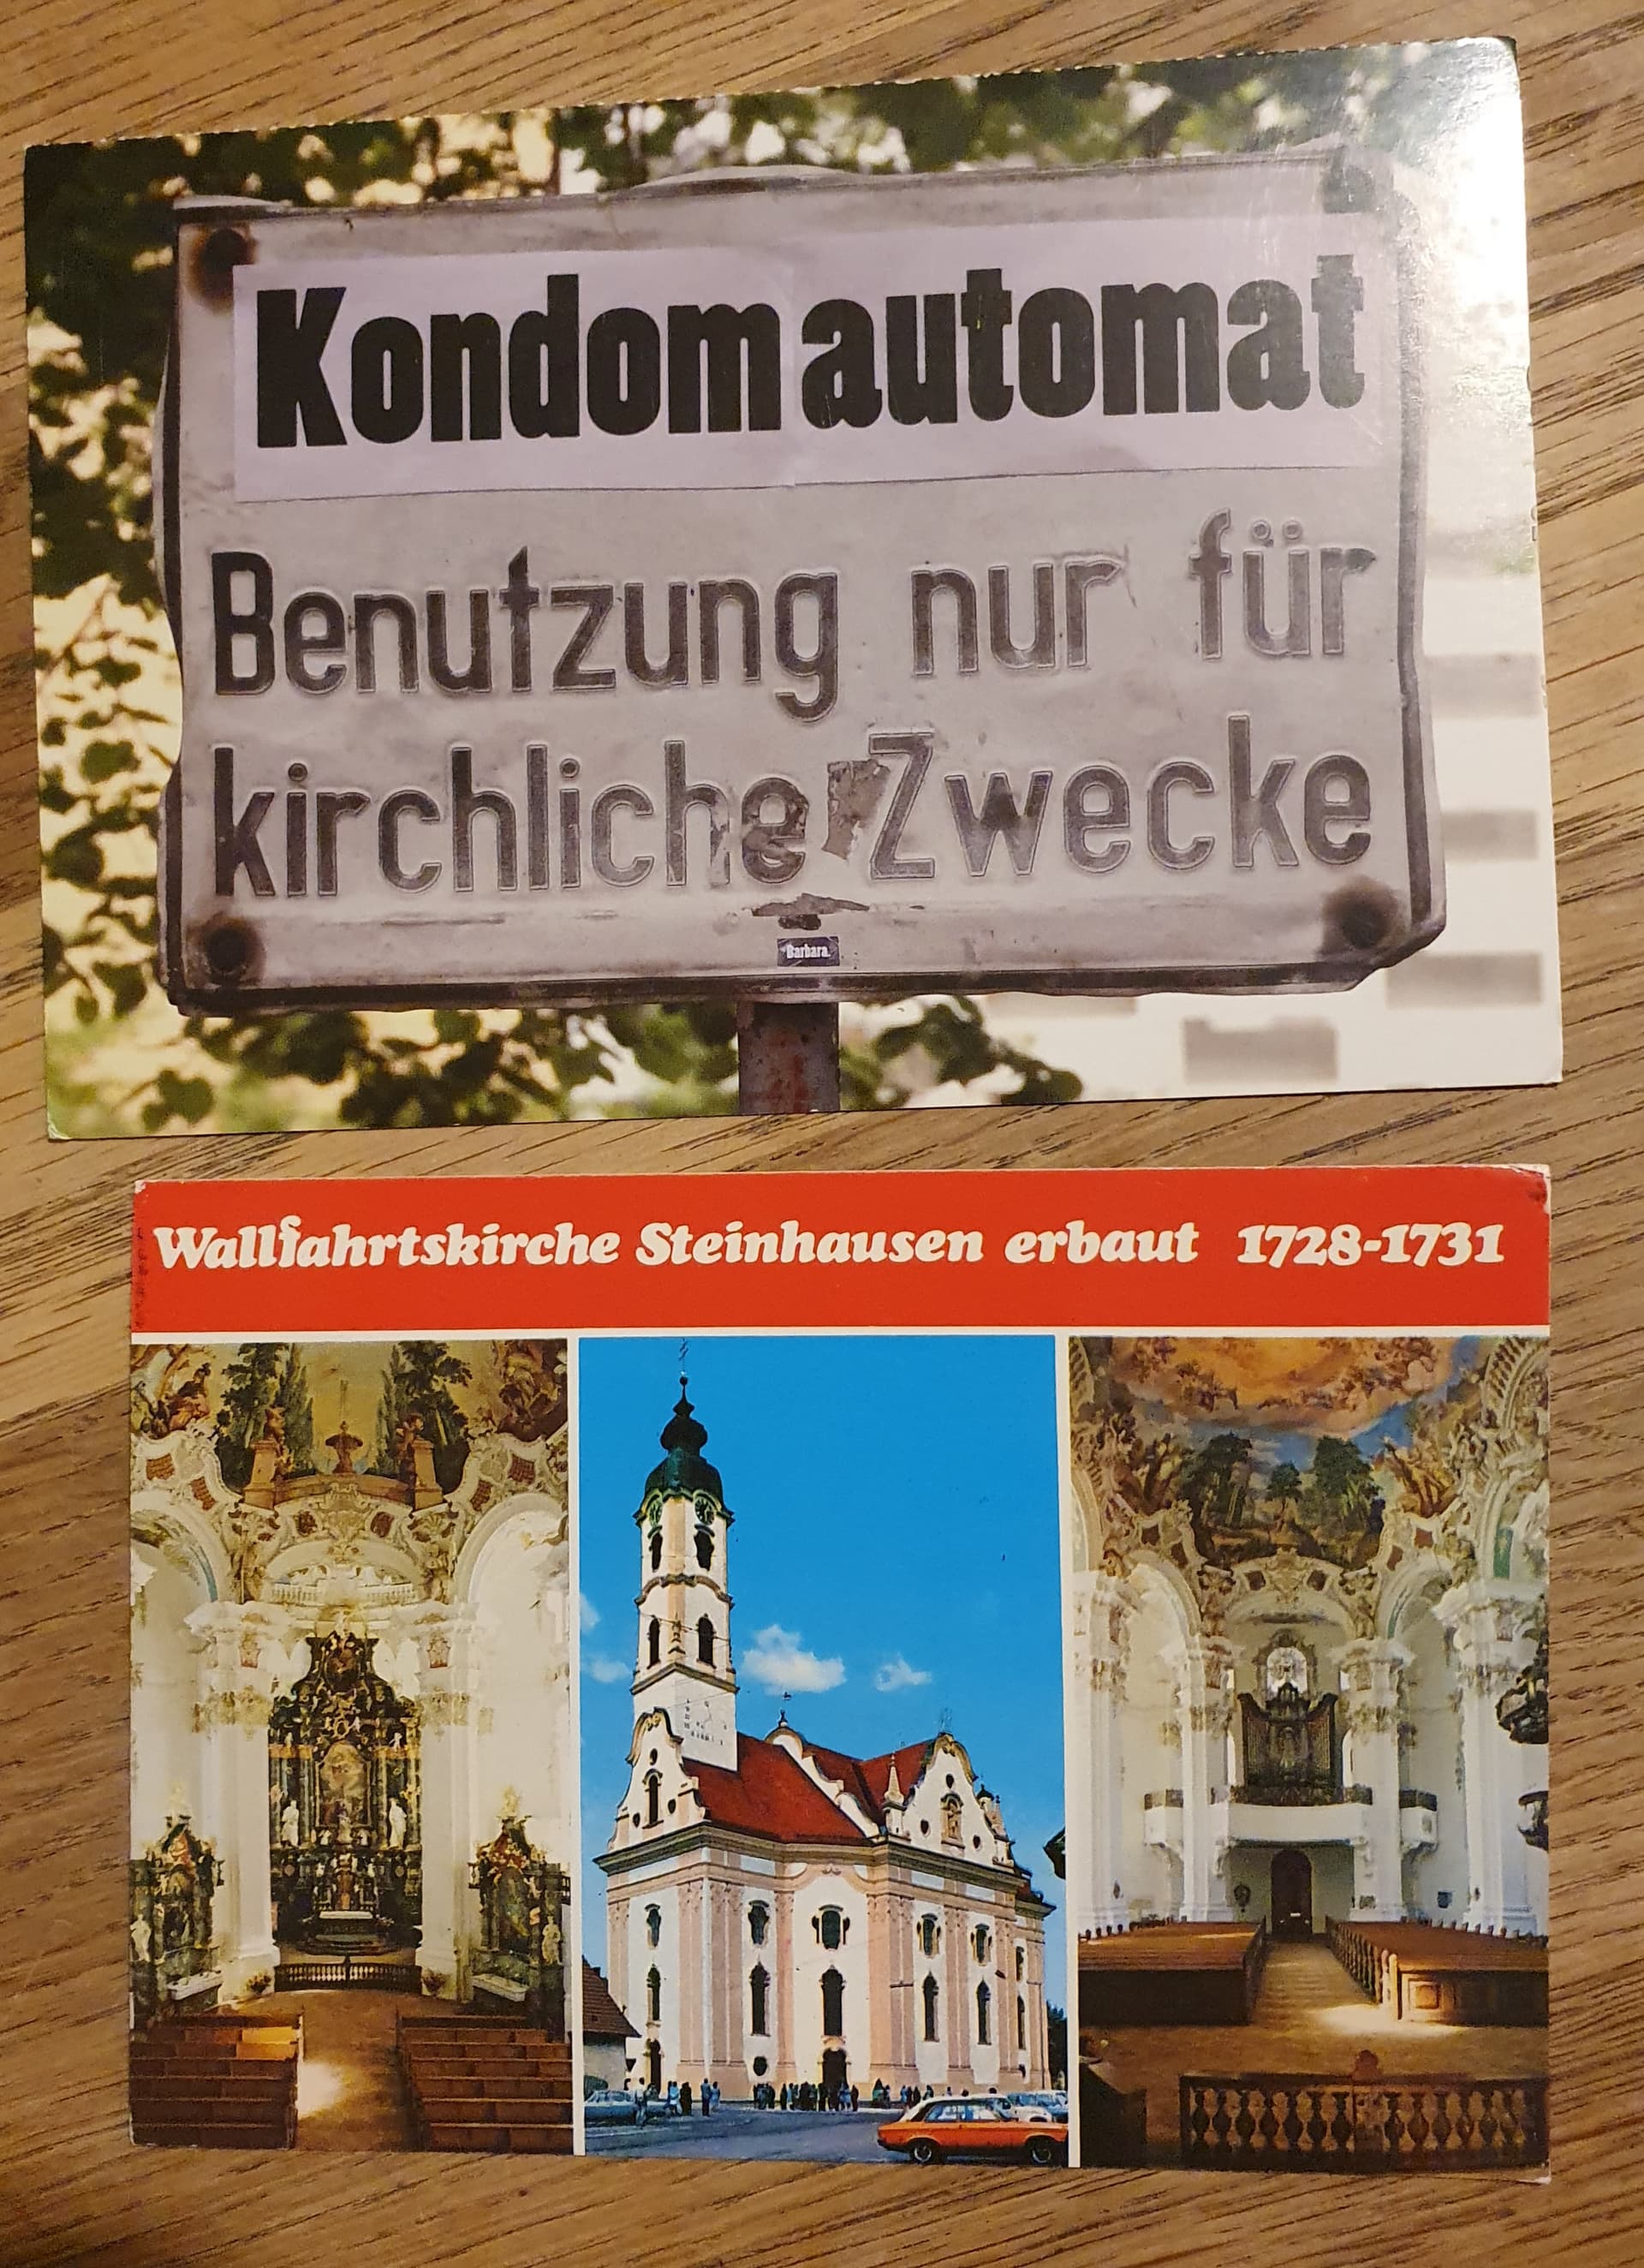 Kondomautomat
Benutzung nur für
kirchliche Zwecke
Barbara.
Wallfahrtskirche Steinhausen erbaut 1728-1731